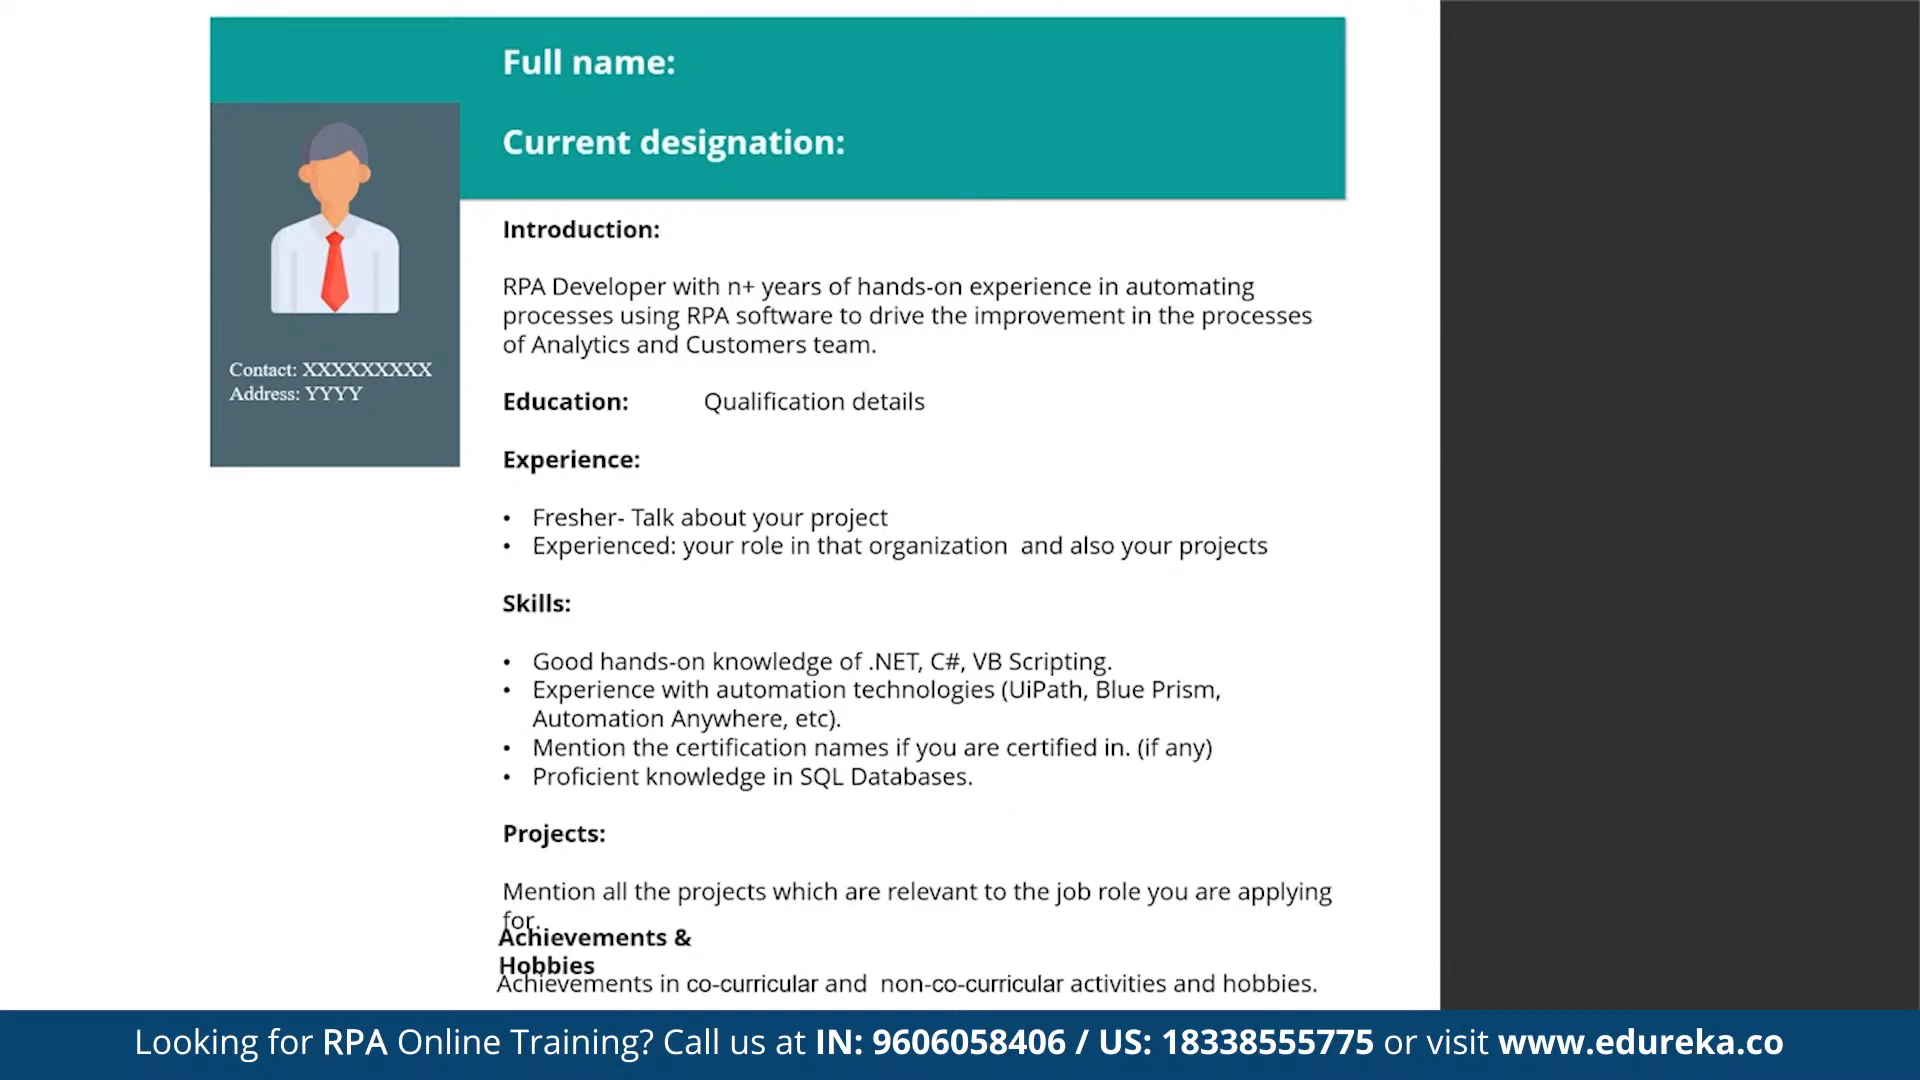 Full name:
Current designation:
Contact: XXXXXXXXX
Address: YYYY
Introduction:
RPA Developer with n+ years of hands-on experience in automating
processes using RPA software to drive the improvement in the processes
of Analytics and Customers team.
Education: Qualification details
Experience:
• Fresher- Talk about your project
• Experienced: your role in that organization  and also your projects
Skills:
• Good hands-on knowledge of .NET, C#, VB Scripting.
• Experience with automation technologies (UiPath, Blue Prism,
Automation Anywhere, etc).
• Mention the certification names if you are certified in. (if any)
• Proficient knowledge in SQL Databases.
Projects:
Mention all the projects which are relevant to the job role you are applying
for.
Achievements &
Hobbies
Achievements in co-curricular and  non-co-curricular activities and hobbies.
Looking for RPA Online Training? Call us at IN: 9606058406 / US: 18338555775 or visit www.edureka.co